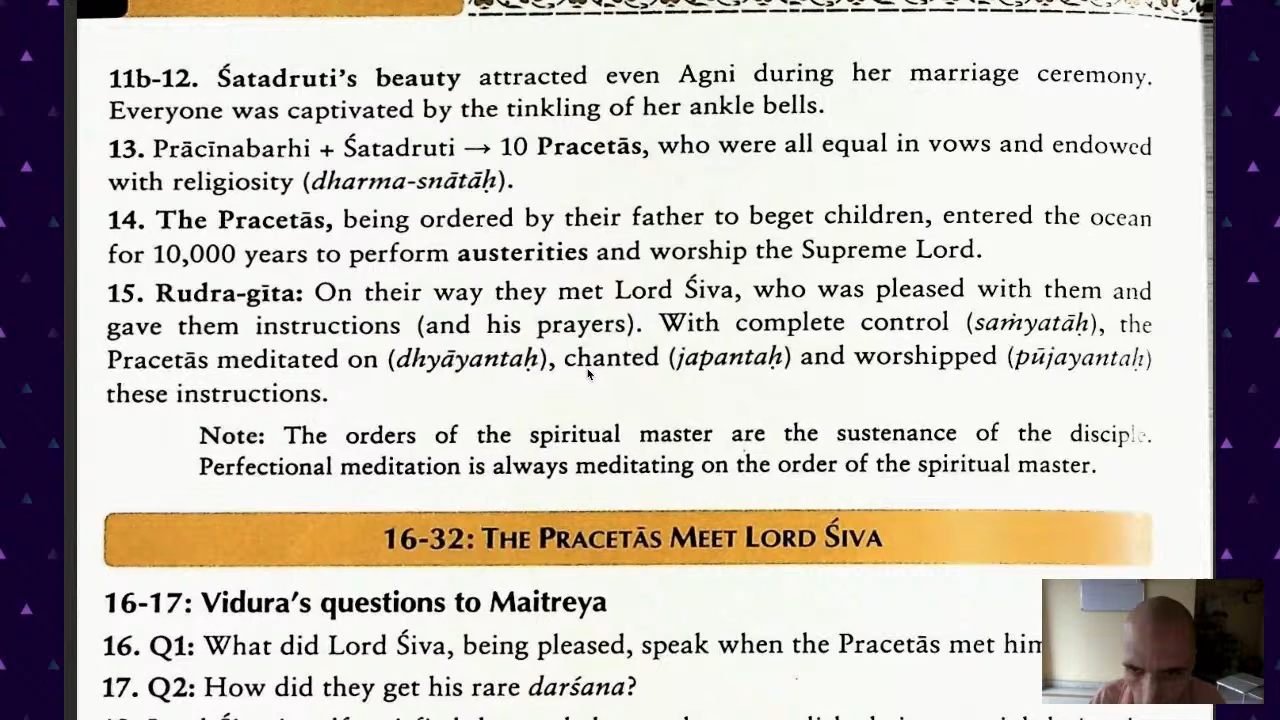 11b-12. Śatadruti’s beauty attracted even Agni during her marriage ceremony.
Everyone was captivated by the tinkling of her ankle bells.
13. Prācīnabarhi + Śatadruti → 10 Pracetās, who were all equal in vows and endowed
with religiosity (dharma-snātāḥ).
14. The Pracetās, being ordered by their father to beget children, entered the ocean
for 10,000 years to perform austerities and worship the Supreme Lord.
15. Rudra-gīta: On their way they met Lord Śiva, who was pleased with them and
gave them instructions (and his prayers). With complete control (saṁyatāḥ), the
Pracetās meditated on (dhyāyantaḥ), chanted (japantaḥ) and worshipped (pūjayantaḥ)
these instructions.
Note: The orders of the spiritual master are the sustenance of the disciple.
Perfectional meditation is always meditating on the order of the spiritual master.
16-32: THE PRACETĀS MEET LORD ŚIVA
16-17: Vidura’s questions to Maitreya
16. Q1: What did Lord Śiva, being pleased, speak when the Pracetās met him
17. Q2: How did they get his rare darśana?